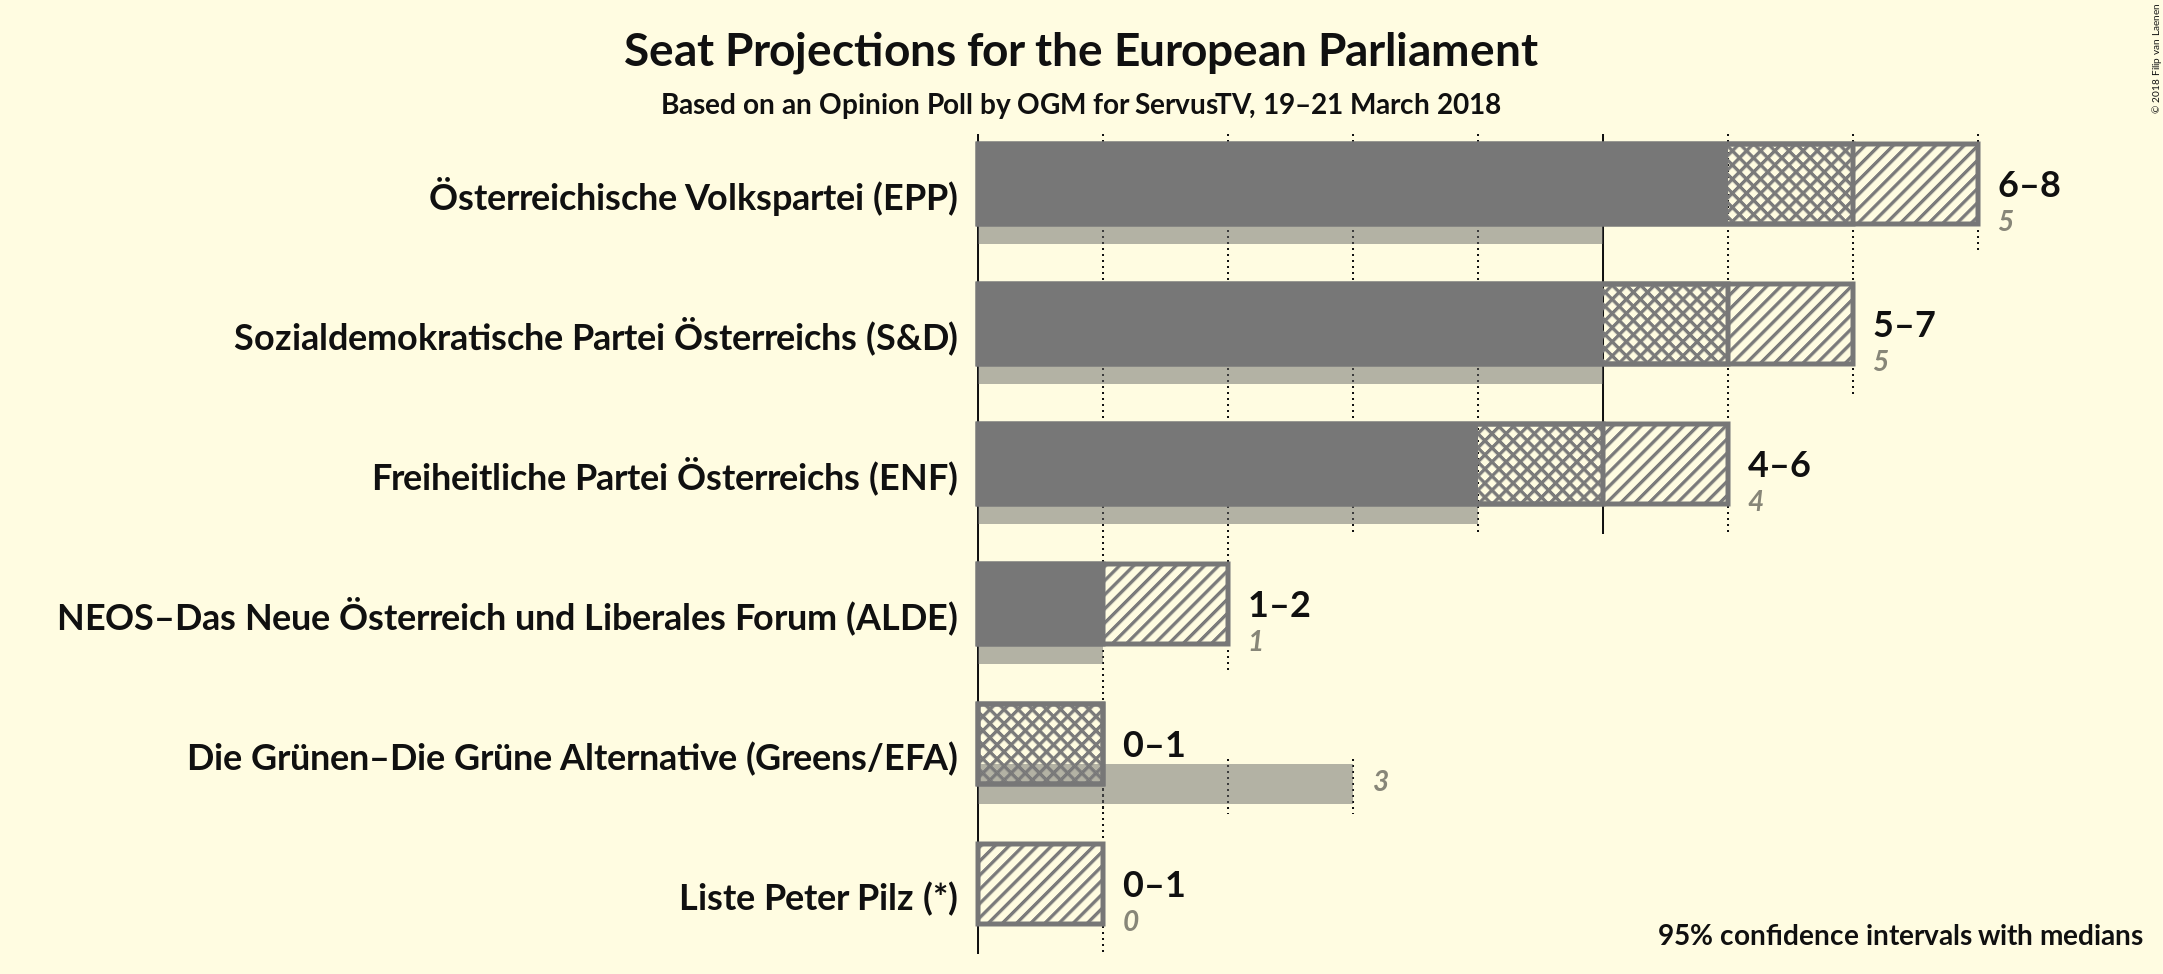 Seat Projections for the European Parliament
Based on an Opinion Poll by OGM for ServusTV, 19–21 March 2018
© 2018 Filip van Laenen
Österreichische Volkspartei (EPP)
6–8
5
Sozialdemokratische Partei Österreichs (S&D)
5–7
5
Freiheitliche Partei Österreichs (ENF)
4–6
4
NEOS–Das Neue Österreich und Liberales Forum (ALDE)
1–2
1
Die Grünen–Die Grüne Alternative (Greens/EFA)
0–1
3
Liste Peter Pilz (*)
0–1
0
95% confidence intervals with medians